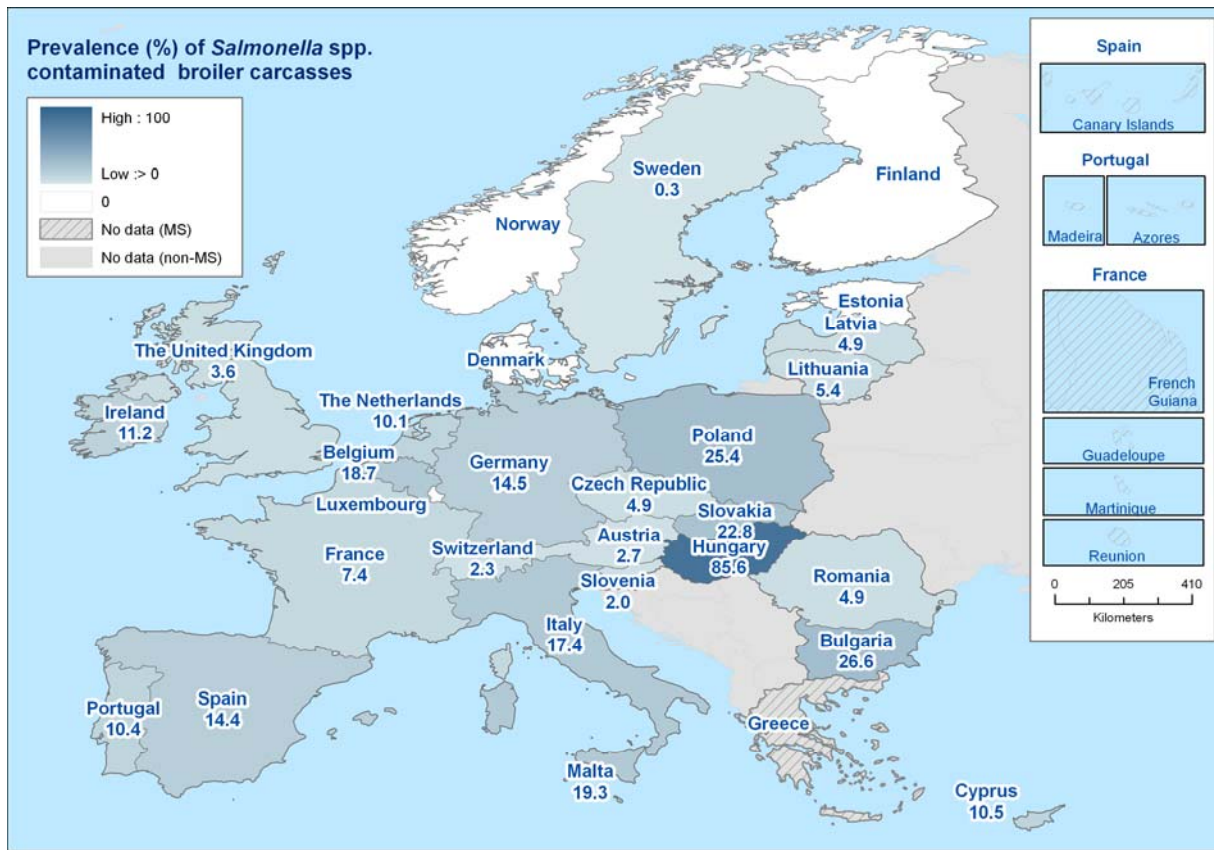 Prevalence (%) of Salmonella spp.
contaminated broiler carcasses
High : 100
Low :> 0
0
No data (MS)
No data (non-MS)
Sweden
0.3
Finland
Norway
Estonia
Latvia
4.9
Lithuania
5.4
Denmark
The United Kingdom
3.6
Ireland
11.2
The Netherlands
10.1
Belgium
18.7
Luxembourg
Germany
14.5
Poland
25.4
Czech Republic
4.9
Slovakia
22.8
Hungary
85.6
Austria
2.7
Switzerland
2.3
Slovenia
2.0
France
7.4
Romania
4.9
Italy
17.4
Bulgaria
26.6
Portugal
10.4
Spain
14.4
Greece
Malta
19.3
Cyprus
10.5
Spain
Canary Islands
Portugal
Madeira
Azores
France
French
Guiana
Guadeloupe
Martinique
Reunion
0 205 410
Kilometers